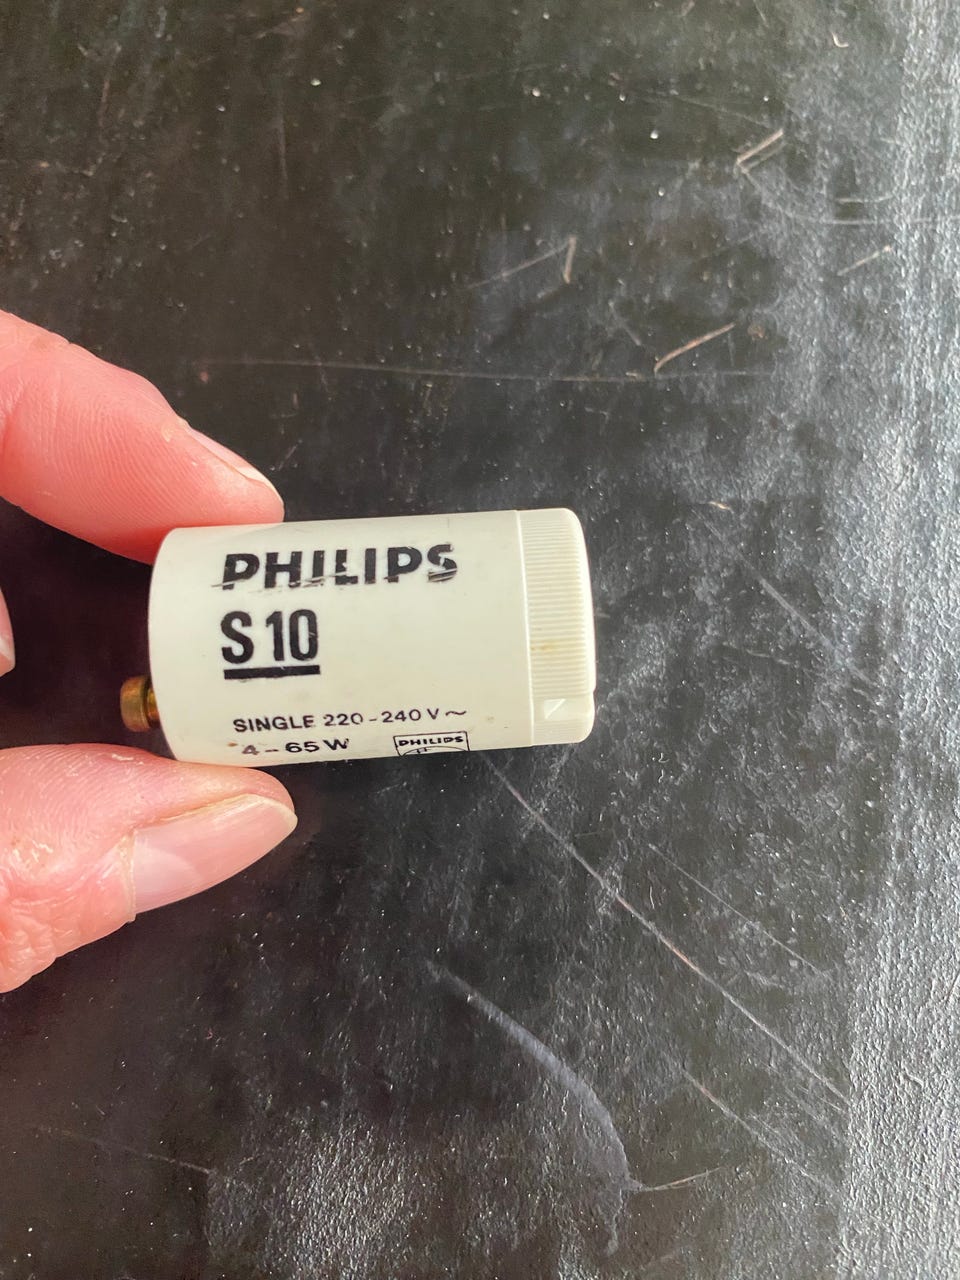 PHILIPS
S 10
SINGLE 220-240 V ~
4-65 W
PHILIPS